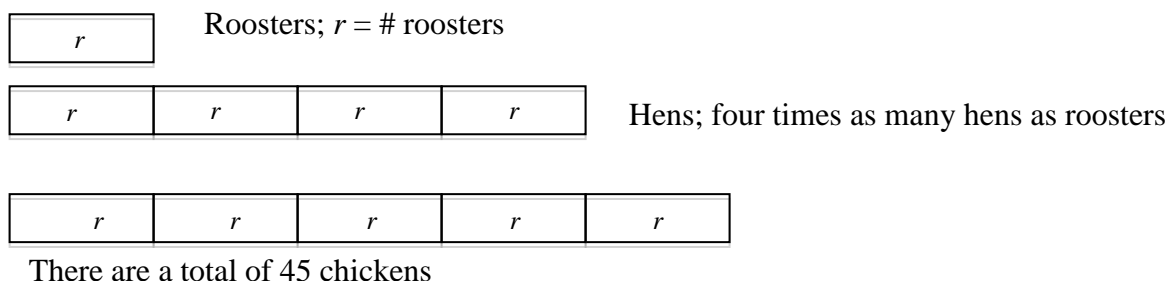 Roosters; r = # roosters
r
r r r r
Hens; four times as many hens as roosters
r r r r r
There are a total of 45 chickens